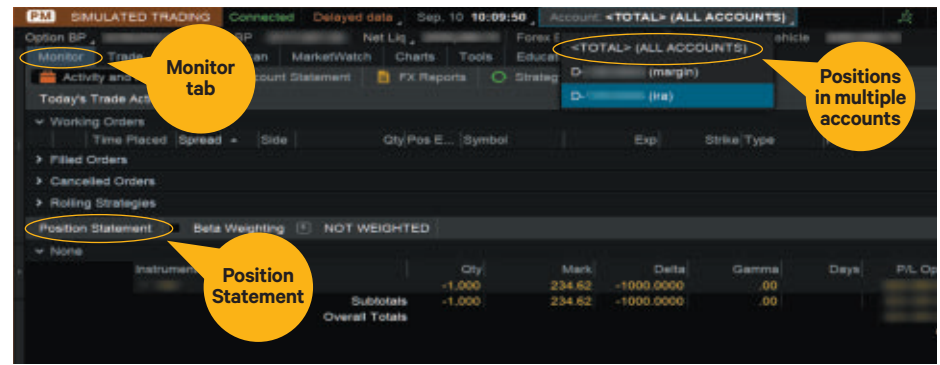 PM SIMULATED TRADING Connected Delayed data Sep. 10 10:09:50 Account: <TOTAL> (ALL ACCOUNTS)
Option BP BP Net Liq Forex
<TOTAL> (ALL ACCOUNTS)
Monitor MarketWatch Charts Tools
Monitor tab
D- (margin)
Activity and count Statement FX Reports Strateg
D- (ira)
Positions in multiple accounts
Today's Trade Act
Working Orders
Time Placed Spread Side Qty Pos E... Symbol Exp Strike Type
Filled Orders
Cancelled Orders
Rolling Strategies
Position Statement Beta Weighting NOT WEIGHTED
None
Instrument Qty Mark Delta Gamma Days P/L Op
Position Statement
-1,000 234.62 -1000.0000 .00
Subtotals -1,000 234.62 -1000.0000 .00
Overall Totals